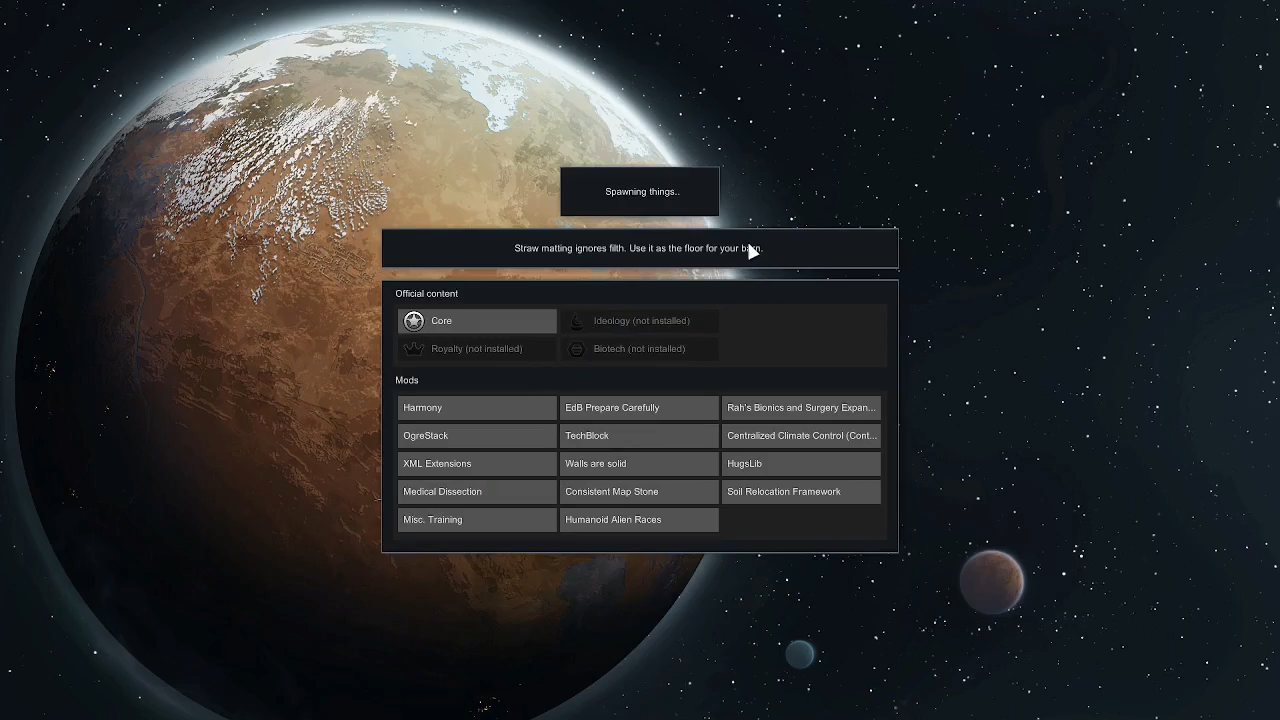 Spawning things..
Straw matting ignores filth. Use it as the floor for your barn.
Official content
Core
Ideology (not installed)
Royalty (not installed)
Biotech (not installed)
Mods
Harmony
EdB Prepare Carefully
Rah's Bionics and Surgery Expan...
OgreStack
TechBlock
Centralized Climate Control (Cont...
XML Extensions
Walls are solid
HugsLib
Medical Dissection
Consistent Map Stone
Soil Relocation Framework
Misc. Training
Humanoid Alien Races